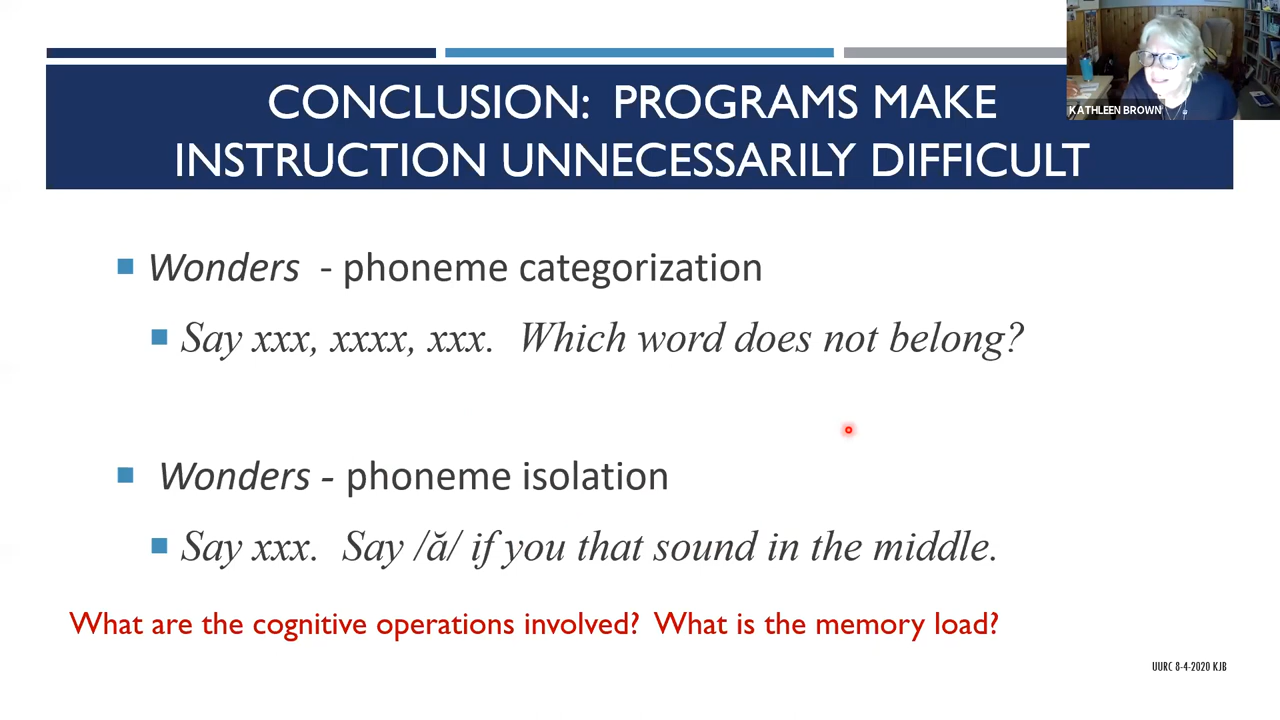 KATHLEEN BROWN
CONCLUSION: PROGRAMS MAKE
INSTRUCTION UNNECESSARILY DIFFICULT
Wonders - phoneme categorization
Say xxx, xxxx, xxx. Which word does not belong?
Wonders - phoneme isolation
Say xxx. Say /ă/ if you that sound in the middle.
What are the cognitive operations involved? What is the memory load?
UURC 8-4-2020 KJB